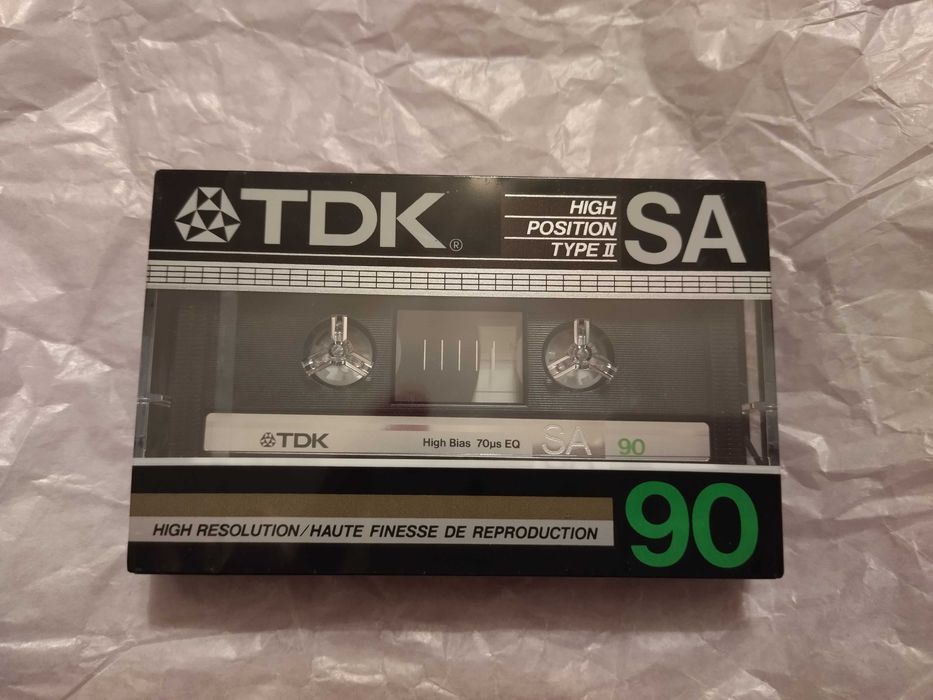 TDK®
HIGH
POSITION
TYPE II
SA
TDK High Bias 70µs EQ SA 90
HIGH RESOLUTION/HAUTE FINESSE DE REPRODUCTION
90